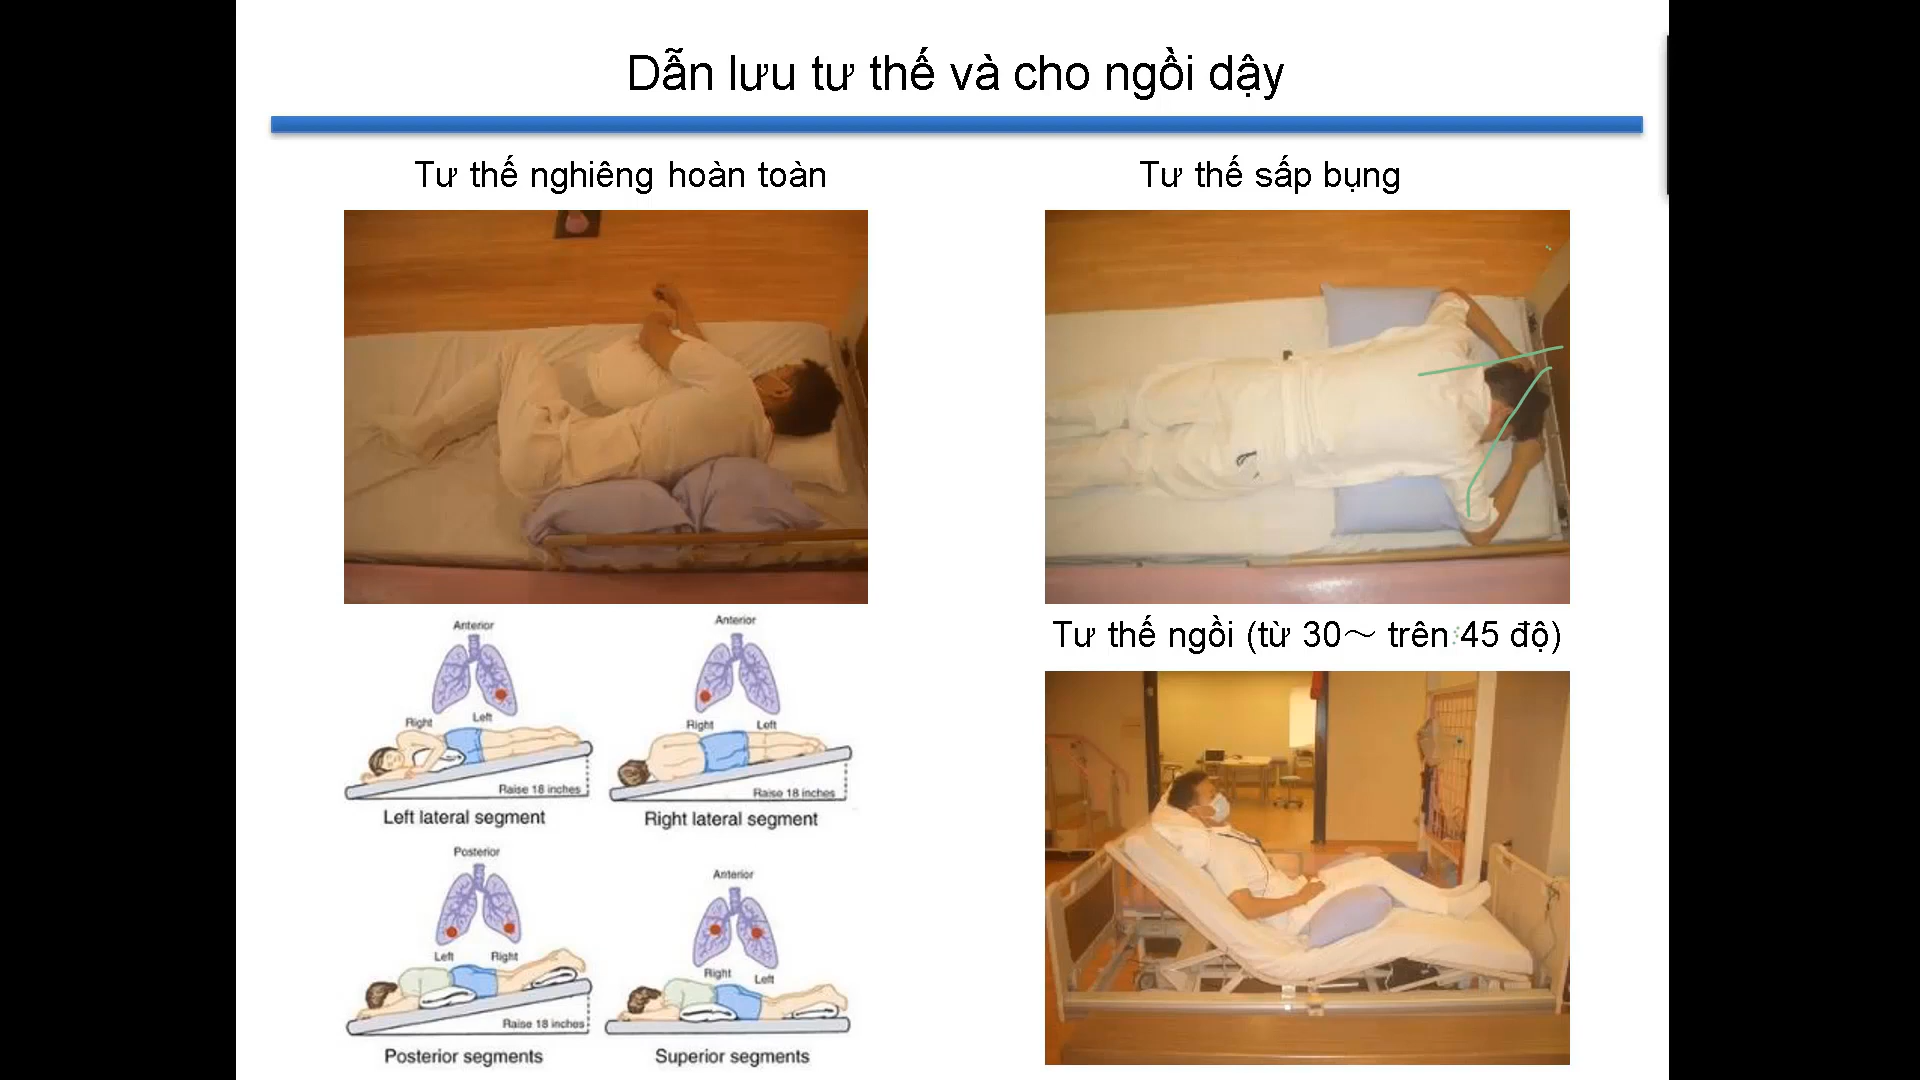 Dẫn lưu tư thế và cho ngồi dậy
Tư thế nghiêng hoàn toàn
Tư thế sấp bụng
Anterior
Right
Left
Raise 18 inches
Left lateral segment
Anterior
Right
Left
Raise 18 inches
Right lateral segment
Posterior
Left
Right
Raise 18 inches
Posterior segments
Anterior
Right
Left
Superior segments
Tư thế ngồi (từ 30～ trên 45 độ)